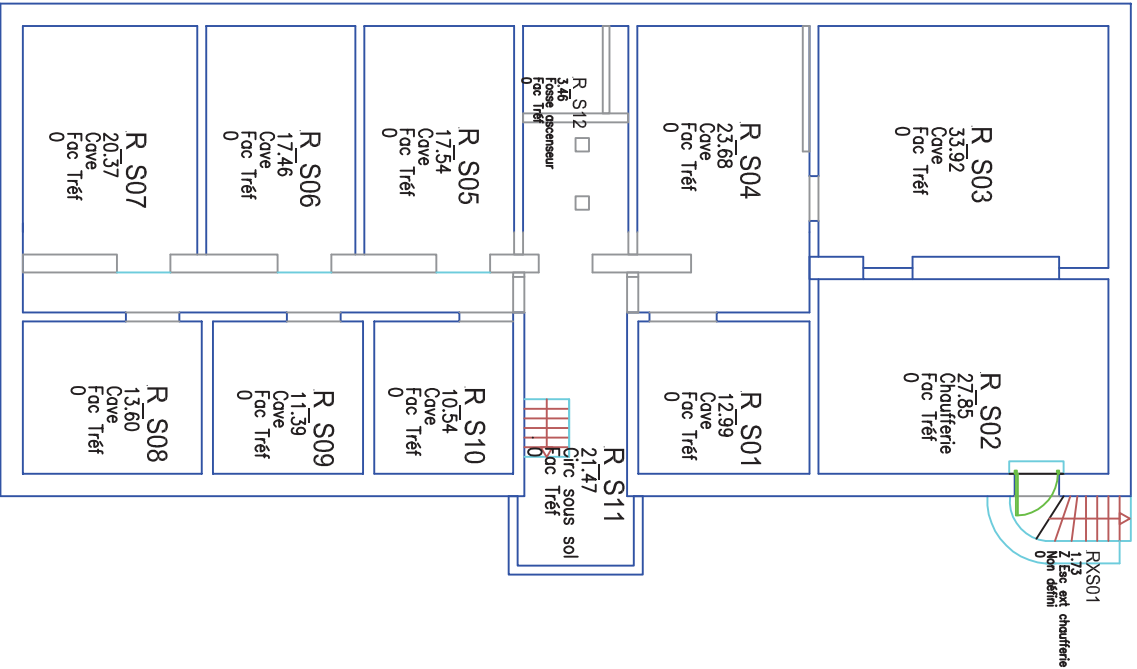 R_S07
20.37
Cave
Fac Tréf
0
R_S06
17.46
Cave
Fac Tréf
0
R_S05
17.54
Cave
Fac Tréf
0
R_S12
3.46
Fosse ascenseur
Fac Tréf
0
R_S04
23.68
Cave
Fac Tréf
0
R_S03
33.92
Cave
Fac Tréf
0
R_S08
13.60
Cave
Fac Tréf
0
R_S09
11.39
Cave
Fac Tréf
0
R_S10
10.54
Cave
Fac Tréf
0
R_S11
21.47
Circ sous sol
Fac Tréf
0
R_S01
12.99
Cave
Fac Tréf
0
R_S02
27.85
Chaufferie
Fac Tréf
0
RXS01
1.73
Z Esc ext chaufferie
Non défini
0